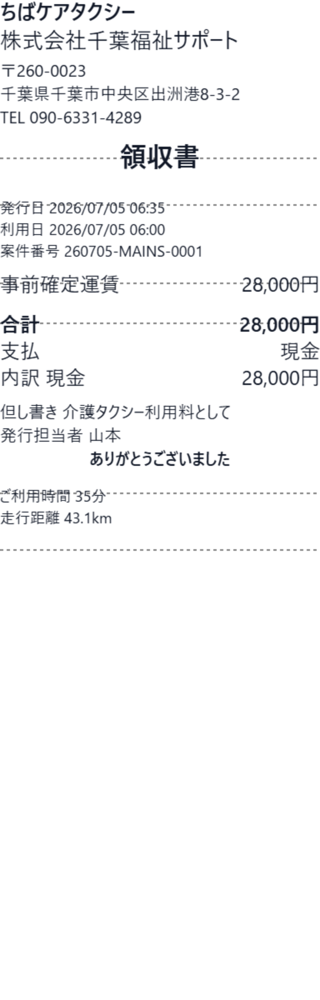 ちばケアタクシー
株式会社千葉福祉サポート
〒260-0023
千葉県千葉市中央区出洲港8-3-2
TEL 090-6331-4289
領収書
発行日 2026/07/05 06:35
利用日 2026/07/05 06:00
案件番号 260705-MAINS-0001
事前確定運賃 28,000円
合計 28,000円
支払 現金
内訳 現金 28,000円
但し書き 介護タクシー利用料として
発行担当者 山本
ありがとうございました
ご利用時間 35分
走行距離 43.1km